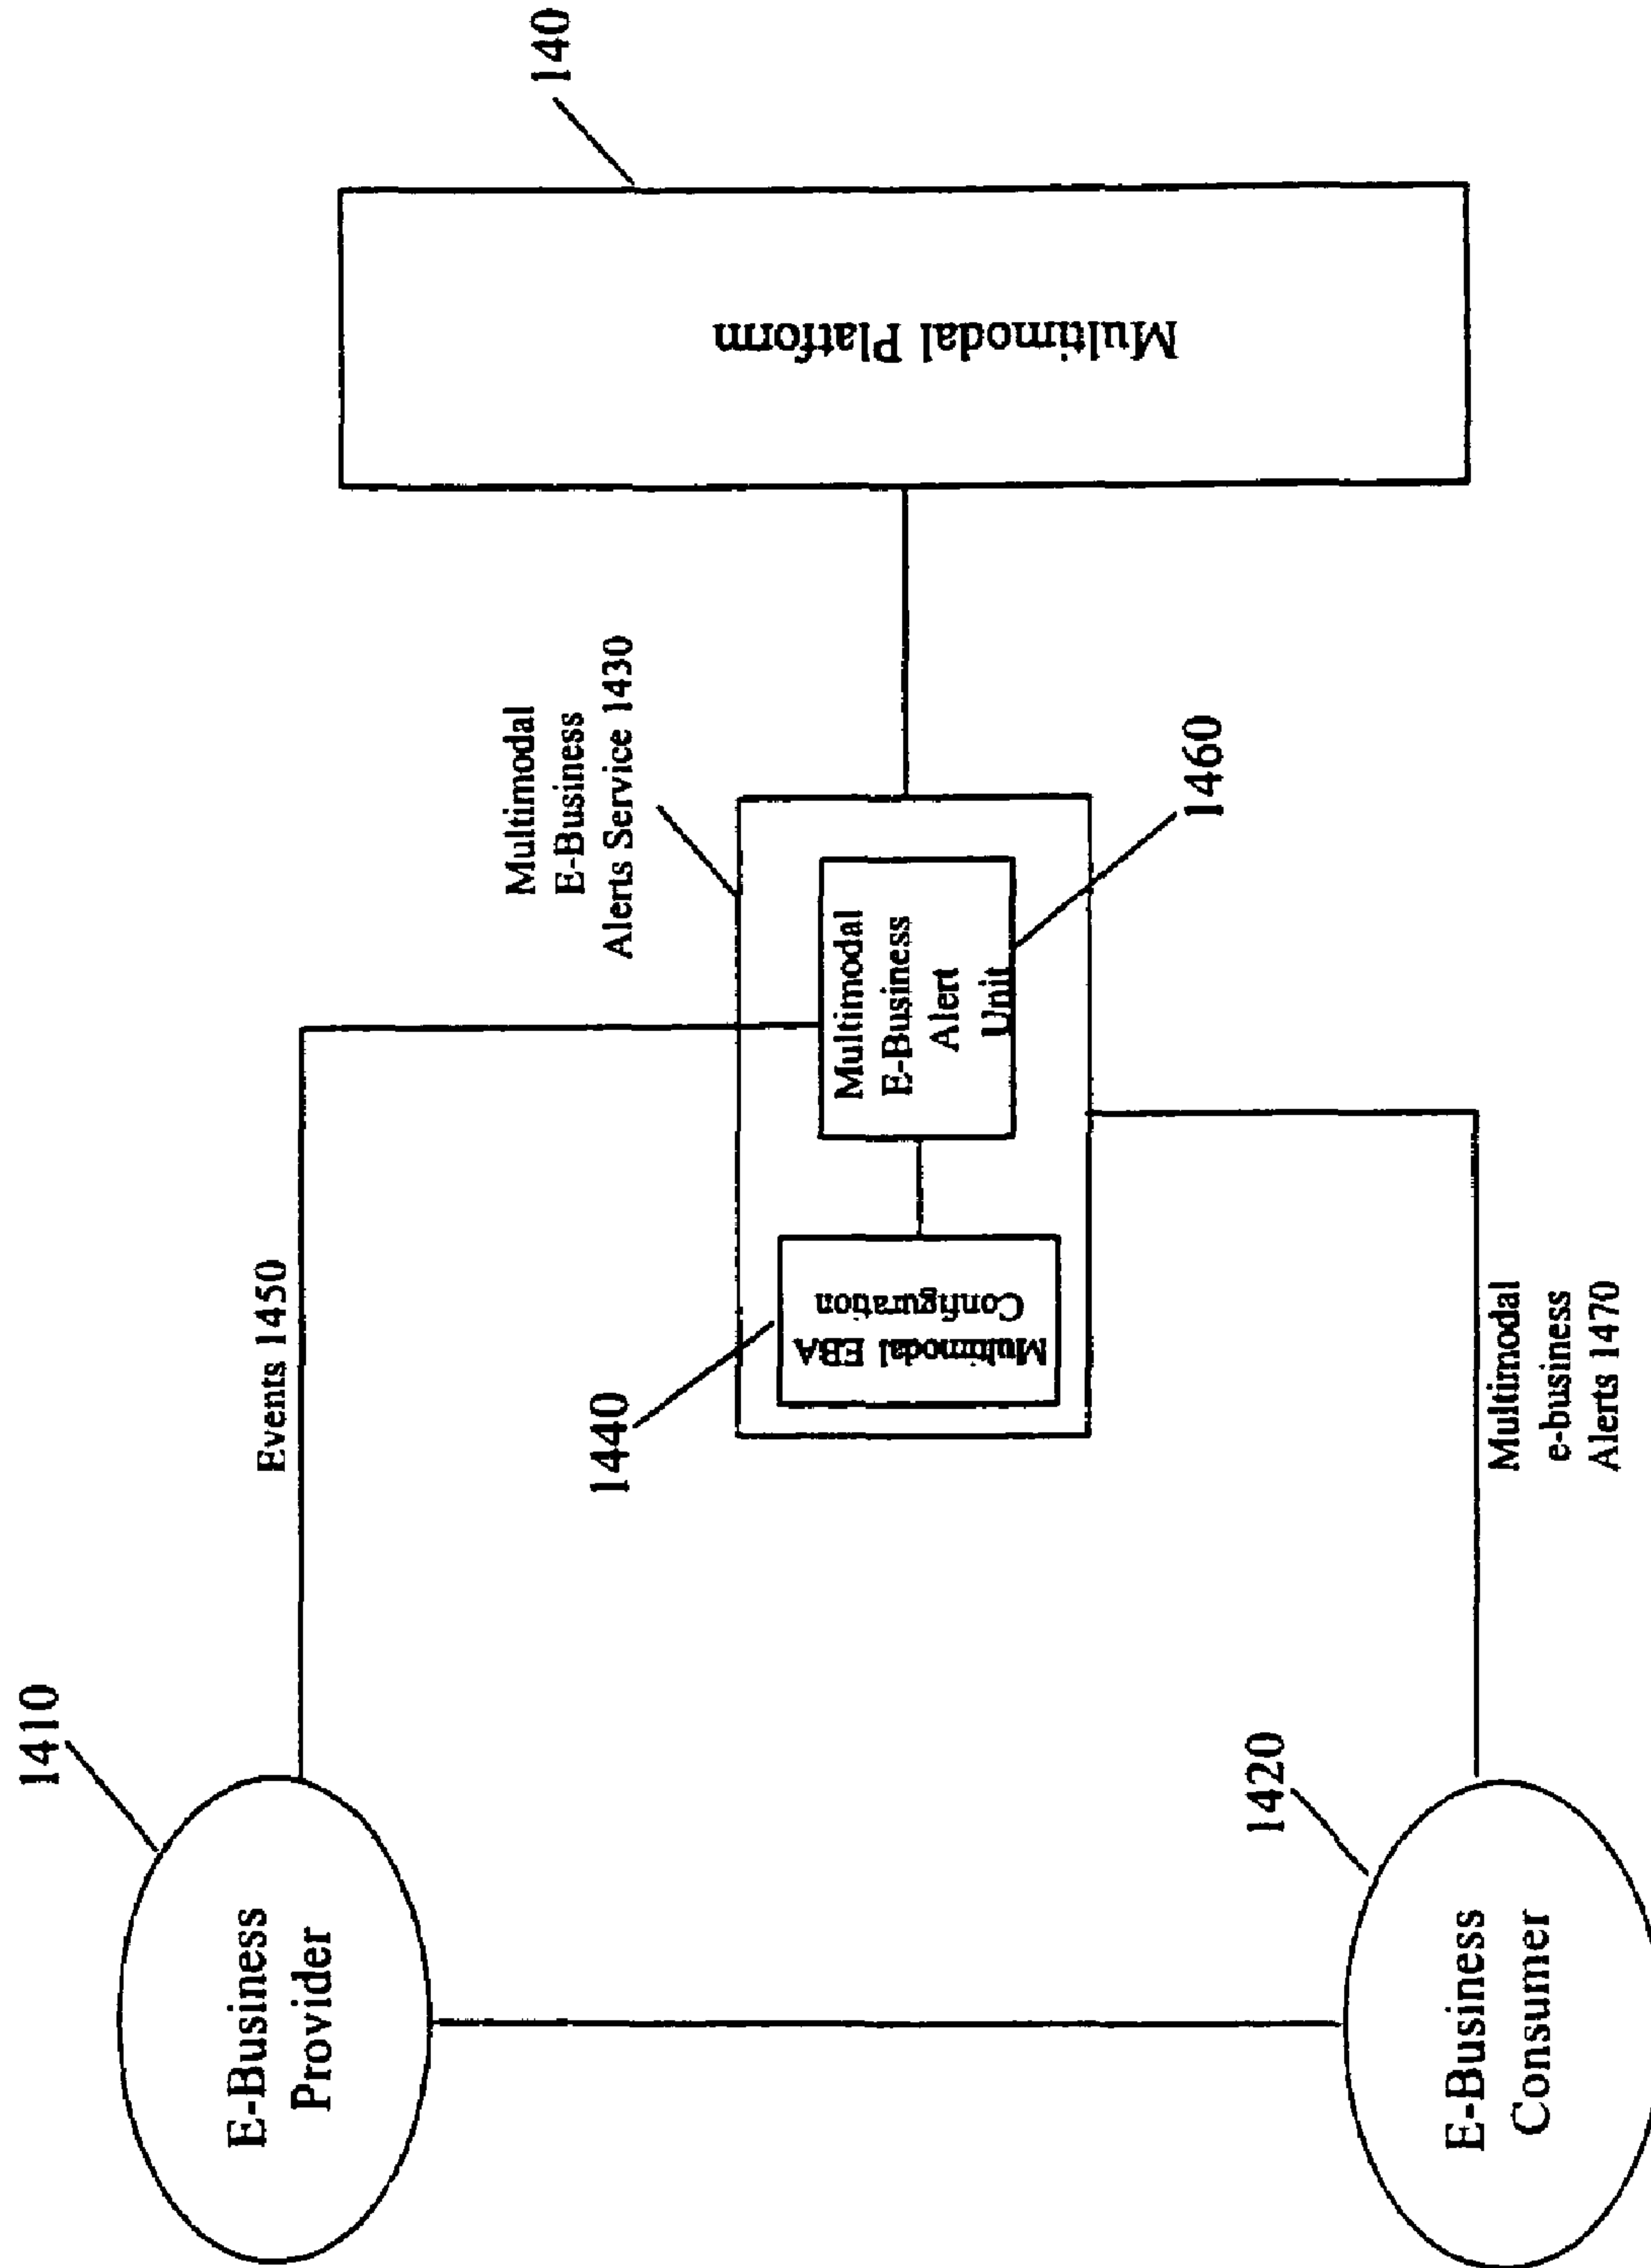 1410
E-Business
Provider
Events 1450
Multimodal
E-Business
Alerts Service 1430
140
Multimodal Platform
1440
Multimodal EBA
Configuration
Multimodal
E-Business
Alert
Unit
1460
1420
E-Business
Consumer
Multimodal
e-business
Alerts 1470